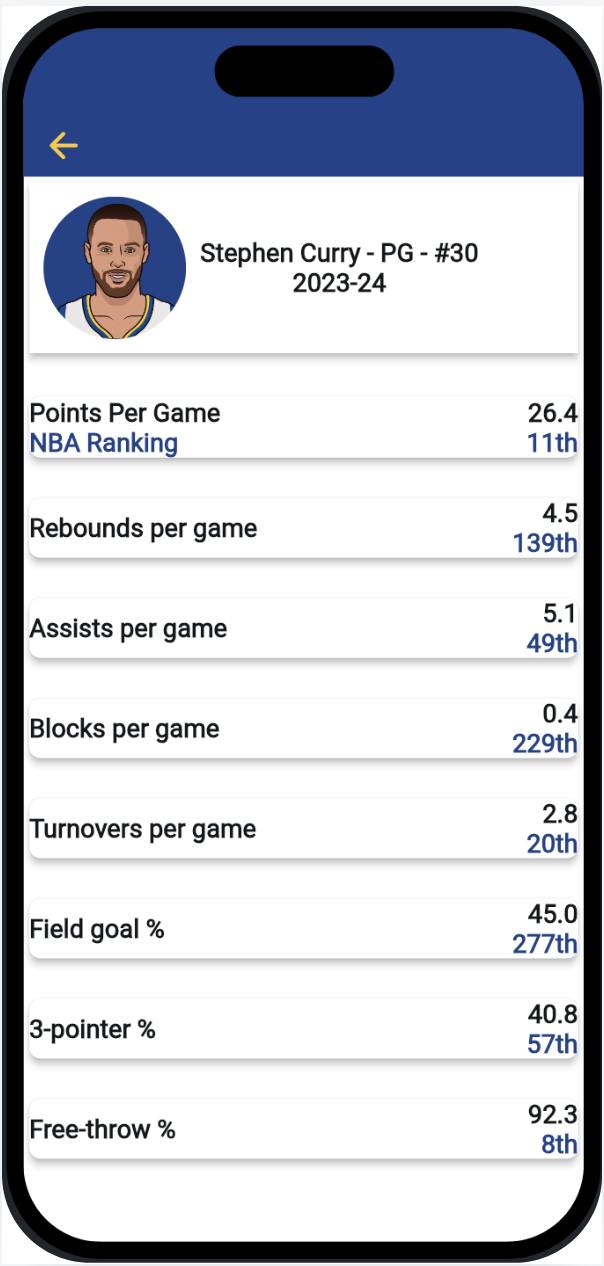 Stephen Curry - PG - #30
2023-24
Points Per Game 26.4
NBA Ranking 11th
Rebounds per game 4.5
139th
Assists per game 5.1
49th
Blocks per game 0.4
229th
Turnovers per game 2.8
20th
Field goal % 45.0
277th
3-pointer % 40.8
57th
Free-throw % 92.3
8th